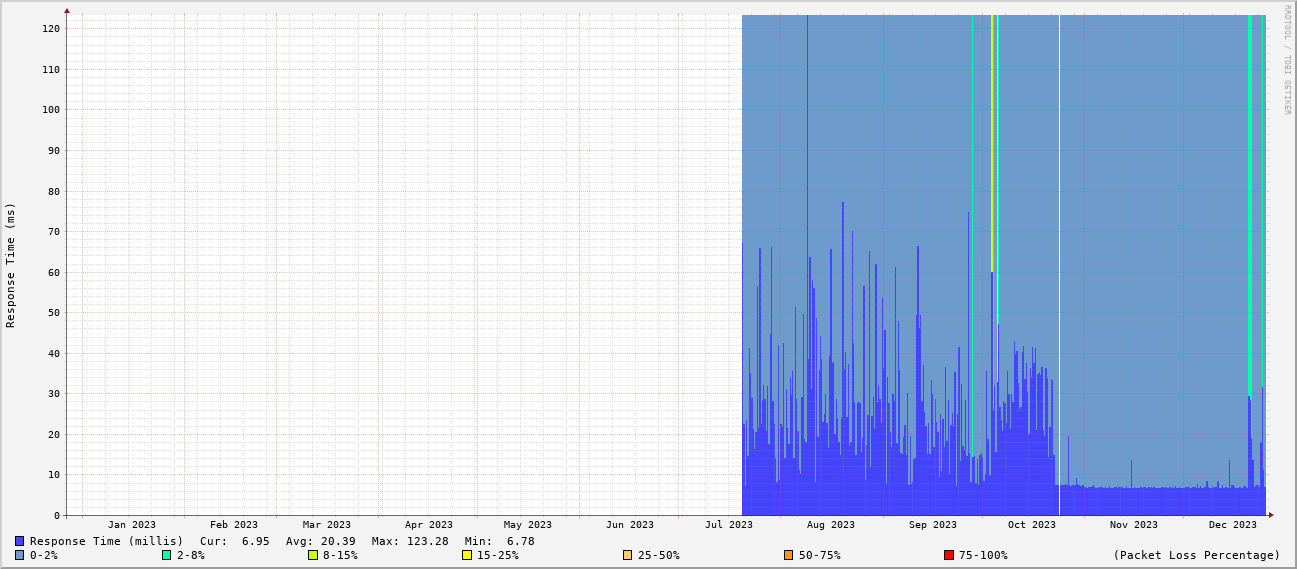 RRDTOOL / TOBI OETIKER
Response Time (ms)
120
110
100
90
80
70
60
50
40
30
20
10
0
Jan 2023 Feb 2023 Mar 2023 Apr 2023 May 2023 Jun 2023 Jul 2023 Aug 2023 Sep 2023 Oct 2023 Nov 2023 Dec 2023
Response Time (millis) Cur: 6.95 Avg: 20.39 Max: 123.28 Min: 6.78
0-2% 2-8% 8-15% 15-25% 25-50% 50-75% 75-100% (Packet Loss Percentage)